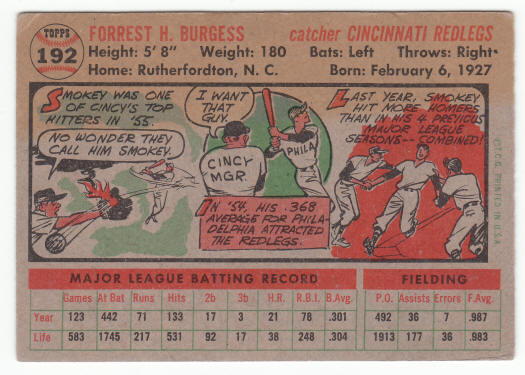 TOPPS
192
FORREST H. BURGESS catcher CINCINNATI REDLEGS
Height: 5' 8" Weight: 180 Bats: Left Throws: Right
Home: Rutherfordton, N. C. Born: February 6, 1927
SMOKEY WAS ONE
OF CINCY'S TOP
HITTERS IN '55.
NO WONDER THEY
CALL HIM SMOKEY.
I WANT
THAT
GUY.
CINCY
MGR.
PHILA
IN '54, HIS .368
AVERAGE FOR PHILA-
DELPHIA ATTRACTED
THE REDLEGS.
LAST YEAR, SMOKEY
HIT MORE HOMERS
THAN IN HIS 4 PREVIOUS
MAJOR LEAGUE
SEASONS--COMBINED!
©T.C.G. PRINTED IN U.S.A.
MAJOR LEAGUE BATTING RECORD FIELDING
Games At Bat Runs Hits 2b 3b H.R. R.B.I. B.Avg. P.O. Assists Errors F.Avg.
Year 123 442 71 133 17 3 21 78 .301 492 36 7 .987
Life 583 1745 217 531 92 17 38 248 .304 1913 177 36 .983